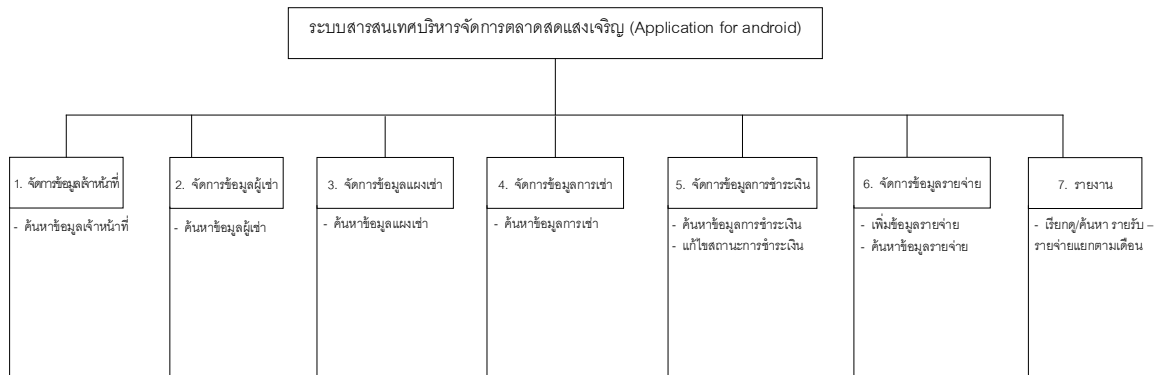 ระบบสารสนเทศบริหารจัดการตลาดสดแสงเจริญ (Application for android)
1. จัดการข้อมูลเจ้าหน้าที่
- ค้นหาข้อมูลเจ้าหน้าที่
2. จัดการข้อมูลผู้เช่า
- ค้นหาข้อมูลผู้เช่า
3. จัดการข้อมูลแผงเช่า
- ค้นหาข้อมูลแผงเช่า
4. จัดการข้อมูลการเช่า
- ค้นหาข้อมูลการเช่า
5. จัดการข้อมูลการชำระเงิน
- ค้นหาข้อมูลการชำระเงิน
- แก้ไขสถานะการชำระเงิน
6. จัดการข้อมูลรายจ่าย
- เพิ่มข้อมูลรายจ่าย
- ค้นหาข้อมูลรายจ่าย
7. รายงาน
- เรียกดู/ค้นหา รายรับ –
รายจ่ายแยกตามเดือน